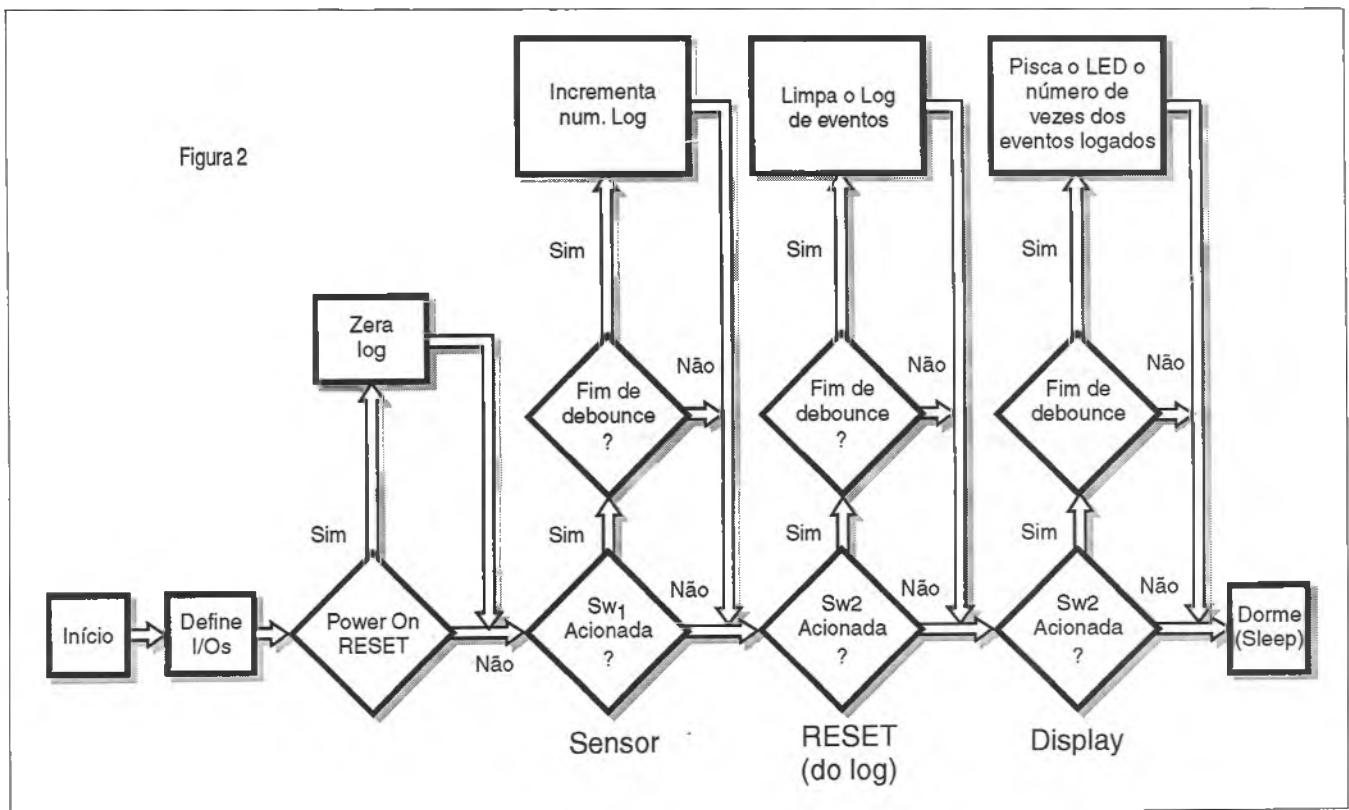 Figura 2
Início
Define
I/Os
Power On
RESET
Sim
Não
Zera
log
Sw1
Acionada
?
Sim
Não
Fim de
debounce
?
Sim
Não
Incrementa
num. Log
Sensor
Sw2
Acionada
?
Sim
Não
Fim de
debounce
?
Sim
Não
Limpa o Log
de eventos
RESET
(do log)
Sw2
Acionada
?
Sim
Não
Fim de
debounce
?
Sim
Não
Pisca o LED o
número de
vezes dos
eventos logados
Display
Dorme
(Sleep)